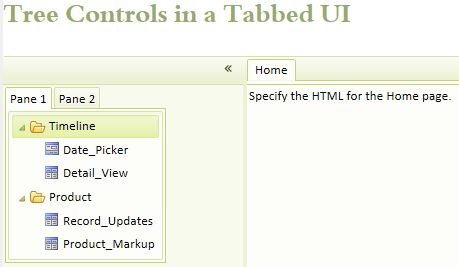 Tree Controls in a Tabbed UI
«
Home
Pane 1
Pane 2
Specify the HTML for the Home page.
Timeline
Date_Picker
Detail_View
Product
Record_Updates
Product_Markup